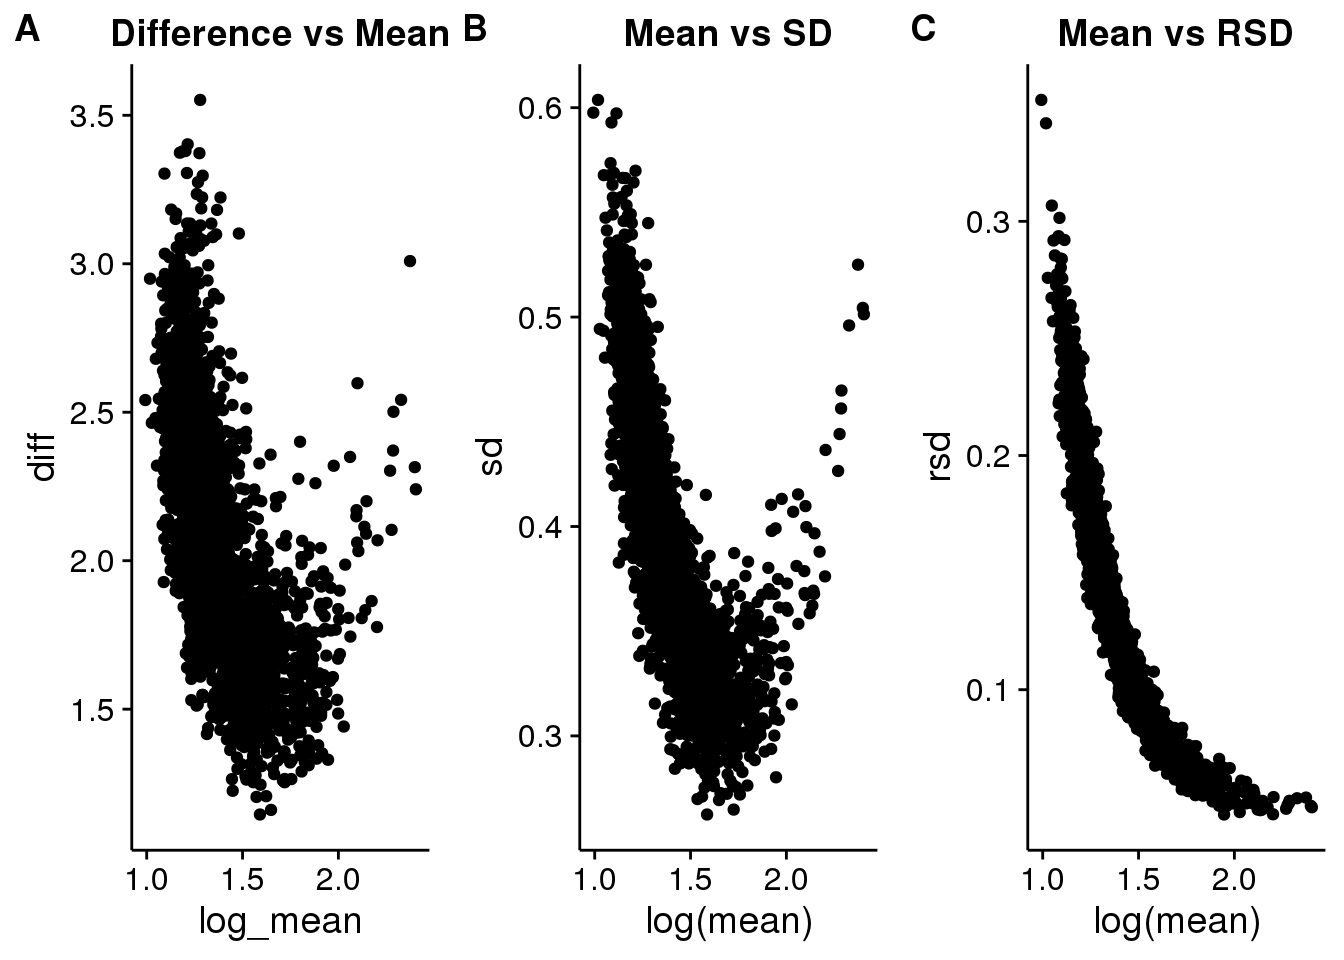 A
Difference vs Mean
3.5
3.0
2.5
2.0
1.5
diff
1.0 1.5 2.0
log_mean
B
Mean vs SD
0.6
0.5
0.4
0.3
sd
1.0 1.5 2.0
log(mean)
C
Mean vs RSD
0.3
0.2
0.1
rsd
1.0 1.5 2.0
log(mean)